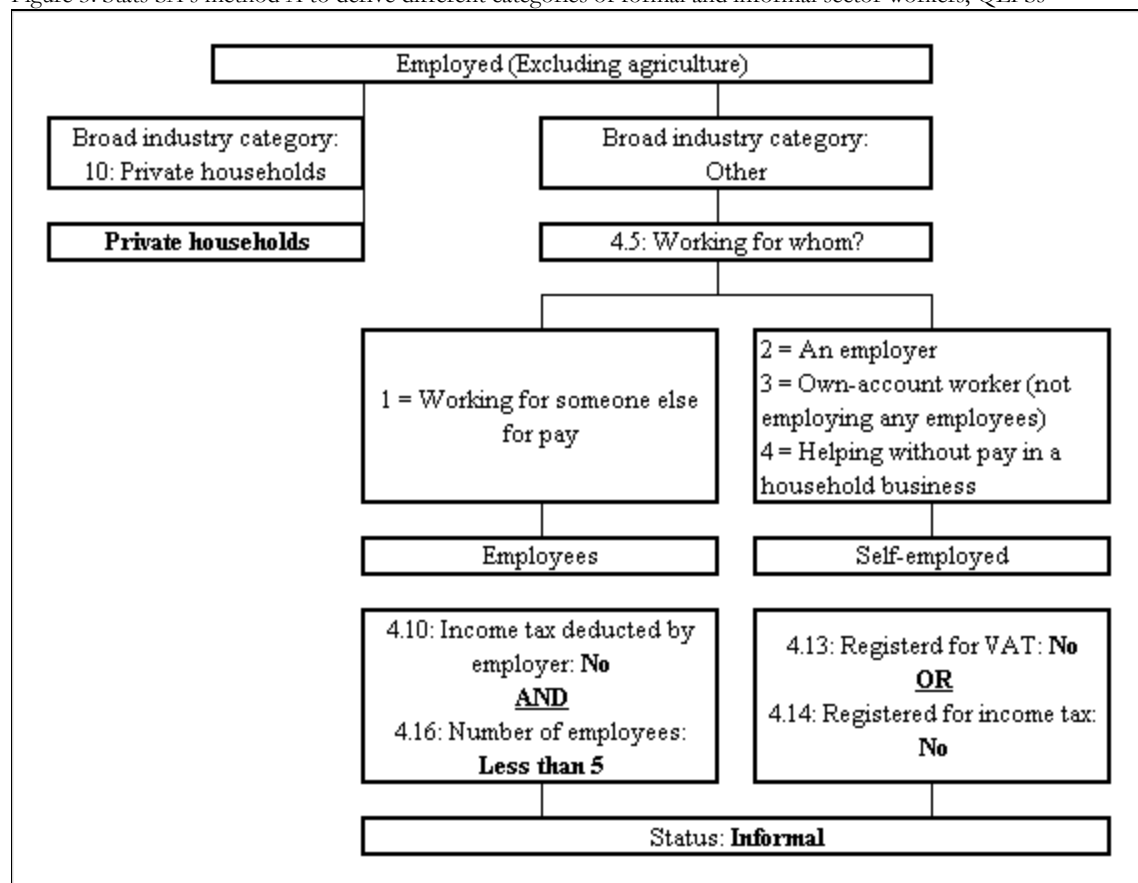 Figure 3: Stats SA's method A to derive different categories of formal and informal sector workers, QLFSs
Employed (Excluding agriculture)
Broad industry category:
10: Private households
Broad industry category:
Other
Private households
4.5: Working for whom?
1 = Working for someone else
for pay
2 = An employer
3 = Own-account worker (not
employing any employees)
4 = Helping without pay in a
household business
Employees
Self-employed
4.10: Income tax deducted by
employer: No
AND
4.16: Number of employees:
Less than 5
4.13: Registerd for VAT: No
OR
4.14: Registered for income tax:
No
Status: Informal